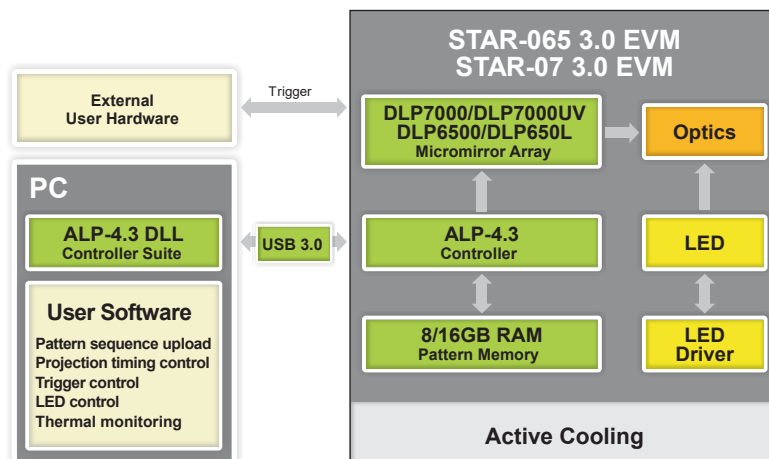 External
User Hardware
Trigger
PC
ALP-4.3 DLL
Controller Suite
USB 3.0
User Software
Pattern sequence upload
Projection timing control
Trigger control
LED control
Thermal monitoring
STAR-065 3.0 EVM
STAR-07 3.0 EVM
DLP7000/DLP7000UV
DLP6500/DLP650L
Micromirror Array
Optics
ALP-4.3
Controller
LED
8/16GB RAM
Pattern Memory
LED
Driver
Active Cooling